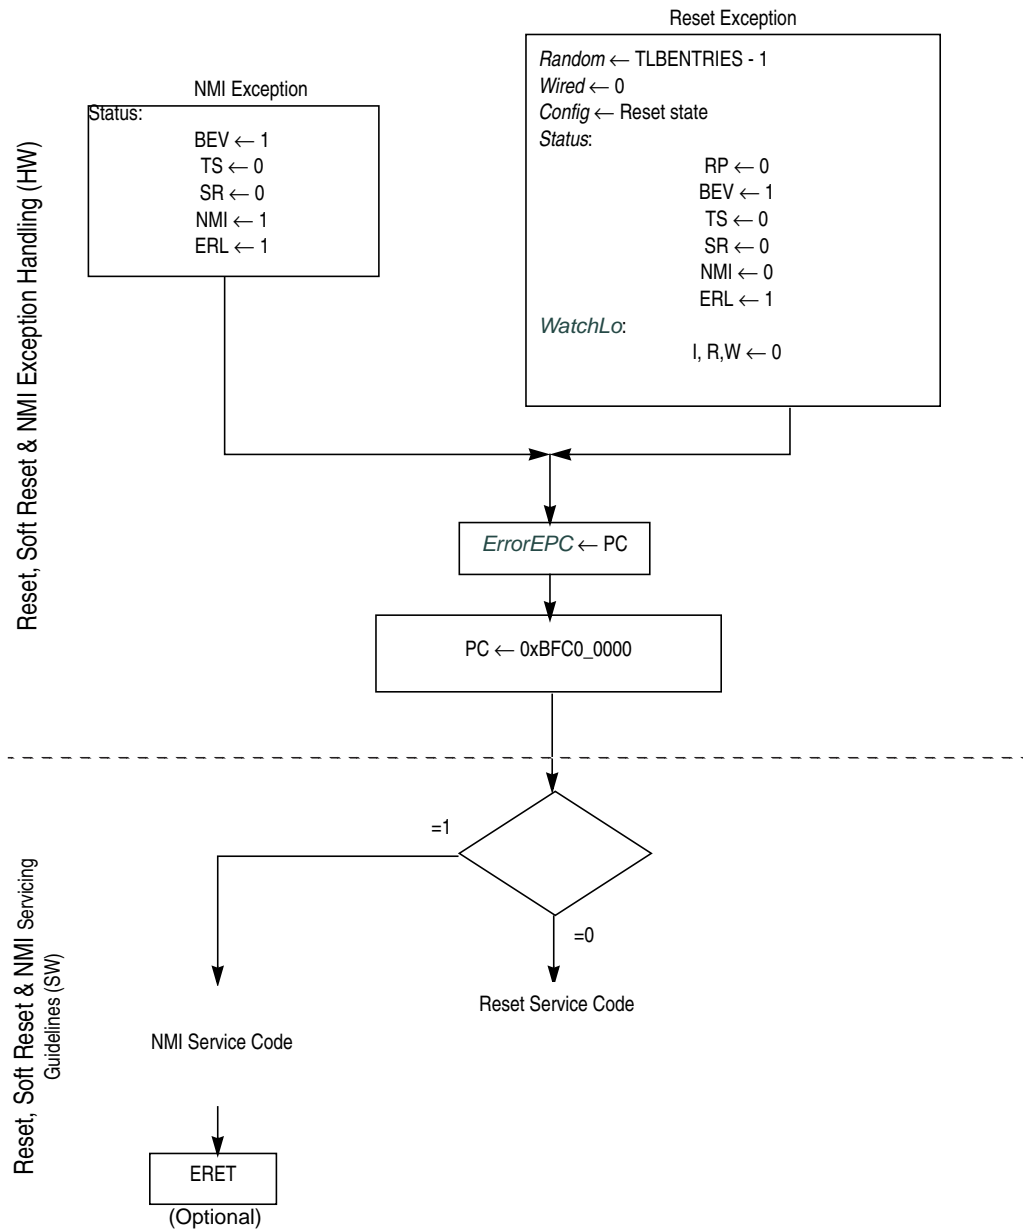 Reset Exception
Random ← TLBENTRIES - 1
Wired ← 0
Config ← Reset state
Status:
RP ← 0
BEV ← 1
TS ← 0
SR ← 0
NMI ← 0
ERL ← 1
WatchLo:
I, R,W ← 0
NMI Exception
Status:
BEV ← 1
TS ← 0
SR ← 0
NMI ← 1
ERL ← 1
Reset, Soft Reset & NMI Exception Handling (HW)
ErrorEPC ← PC
PC ← 0xBFC0_0000
=1
=0
Reset, Soft Reset & NMI Servicing
Guidelines (SW)
Reset Service Code
NMI Service Code
ERET
(Optional)